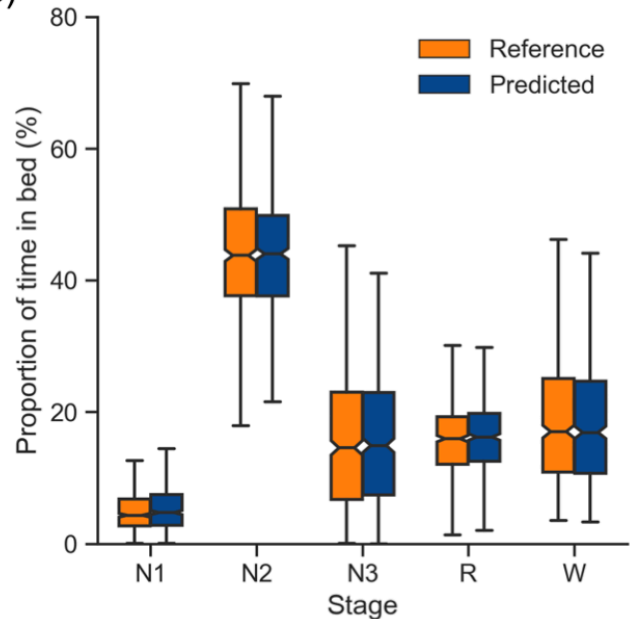 80
Reference
Predicted
60
40
20
0
Proportion of time in bed (%)
N1 N2 N3 R W
Stage